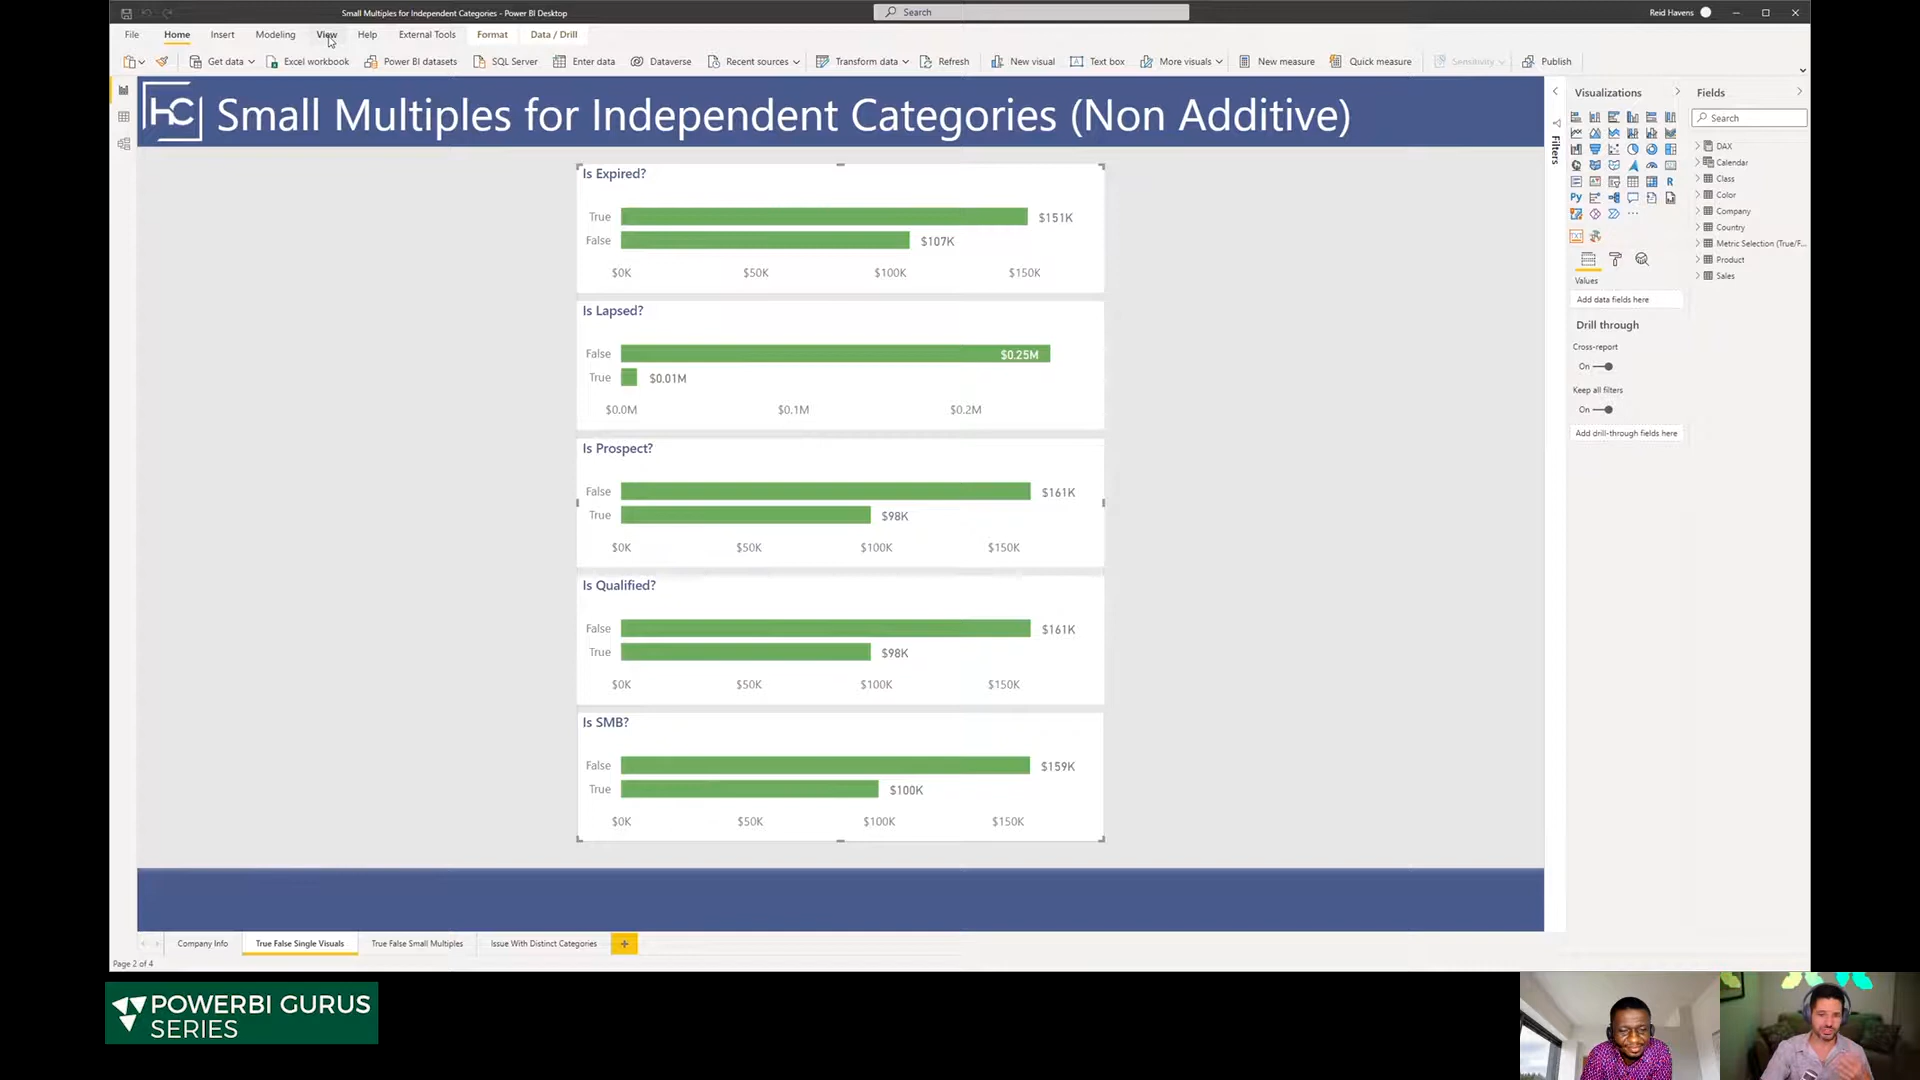 Small Multiples for Independent Categories - Power BI Desktop
Search
Reid Havens
File
Home
Insert
Modeling
View
Help
External Tools
Format
Data / Drill
Get data
Excel workbook
Power BI datasets
SQL Server
Enter data
Dataverse
Recent sources
Transform data
Refresh
New visual
Text box
More visuals
New measure
Quick measure
Sensitivity
Publish
HC
Small Multiples for Independent Categories (Non Additive)
Is Expired?
True
$151K
False
$107K
$0K
$50K
$100K
$150K
Is Lapsed?
False
$0.25M
True
$0.01M
$0.0M
$0.1M
$0.2M
Is Prospect?
False
$161K
True
$98K
$0K
$50K
$100K
$150K
Is Qualified?
False
$161K
True
$98K
$0K
$50K
$100K
$150K
Is SMB?
False
$159K
True
$100K
$0K
$50K
$100K
$150K
Filters
Visualizations
R
Py
Values
Add data fields here
Drill through
Cross-report
On
Keep all filters
On
Add drill-through fields here
Fields
Search
DAX
Calendar
Class
Color
Company
Country
Metric Selection (True/F...
Product
Sales
Company Info
True False Single Visuals
True False Small Multiples
Issue With Distinct Categories
+
Page 2 of 4
POWERBI GURUS
SERIES